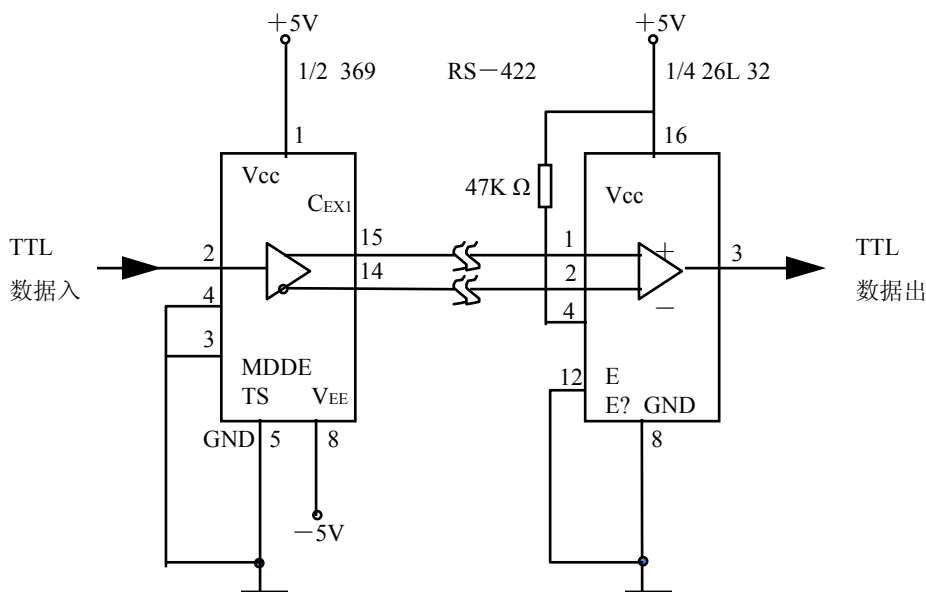 ＋5V
＋5V
1/2 369
RS－422
1/4 26L 32
1
16
Vcc
47K Ω
Vcc
CEX1
TTL
2
15
1
＋
3
TTL
14
2
数据入
数据出
4
4
－
3
MDDE
12
E
TS
VEE
E? GND
GND
5
8
8
－5V